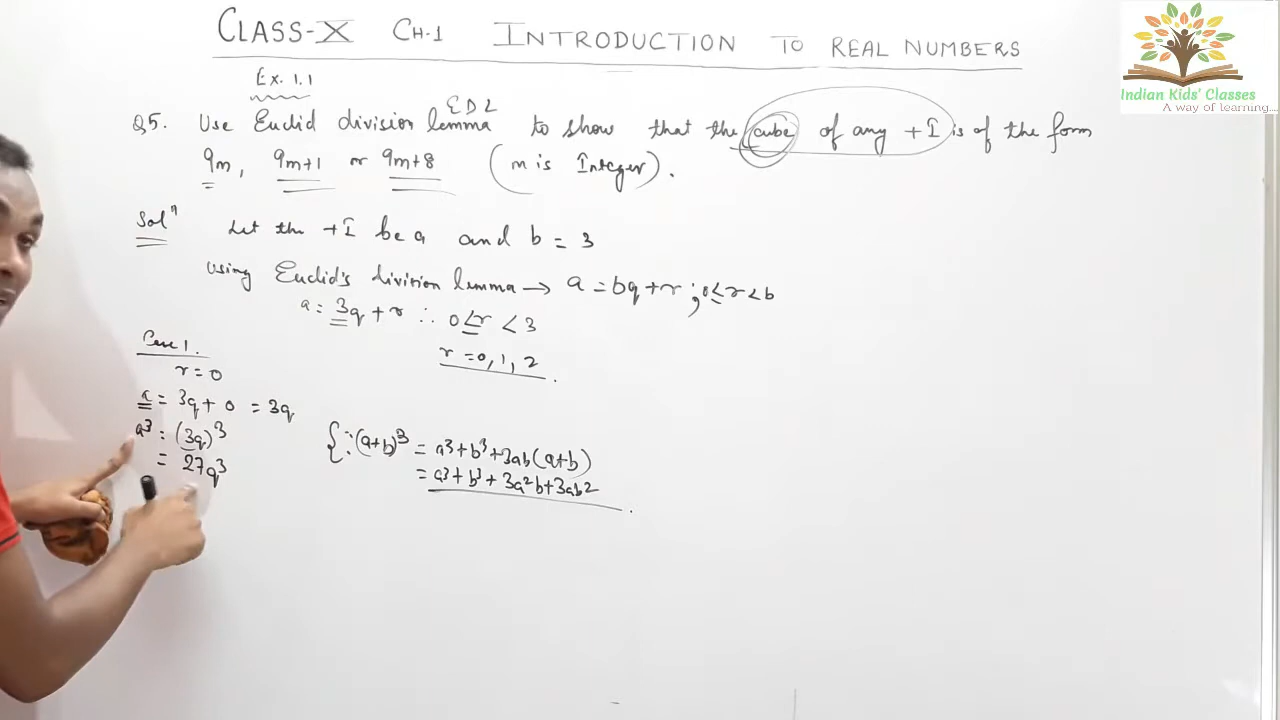 CLASS-X CH-1 INTRODUCTION TO REAL NUMBERS
Indian Kids' Classes
A way of learning...
Ex. 1.1
EDL
Q5. Use Euclid division lemma to show that the cube of any +I is of the form
9m, 9m+1 or 9m+8 (m is Integer).
Solⁿ Let the +I be a and b = 3
Using Euclid's division lemma → a = bq + r ; 0 ≤ r < b
a = 3q + r ∴ 0 ≤ r < 3
r = 0, 1, 2.
Case 1.
r = 0
a = 3q + 0 = 3q
a³ = (3q)³
= 27q³
{∵ (a+b)³ = a³ + b³ + 3ab(a+b)
= a³ + b³ + 3a²b + 3ab²